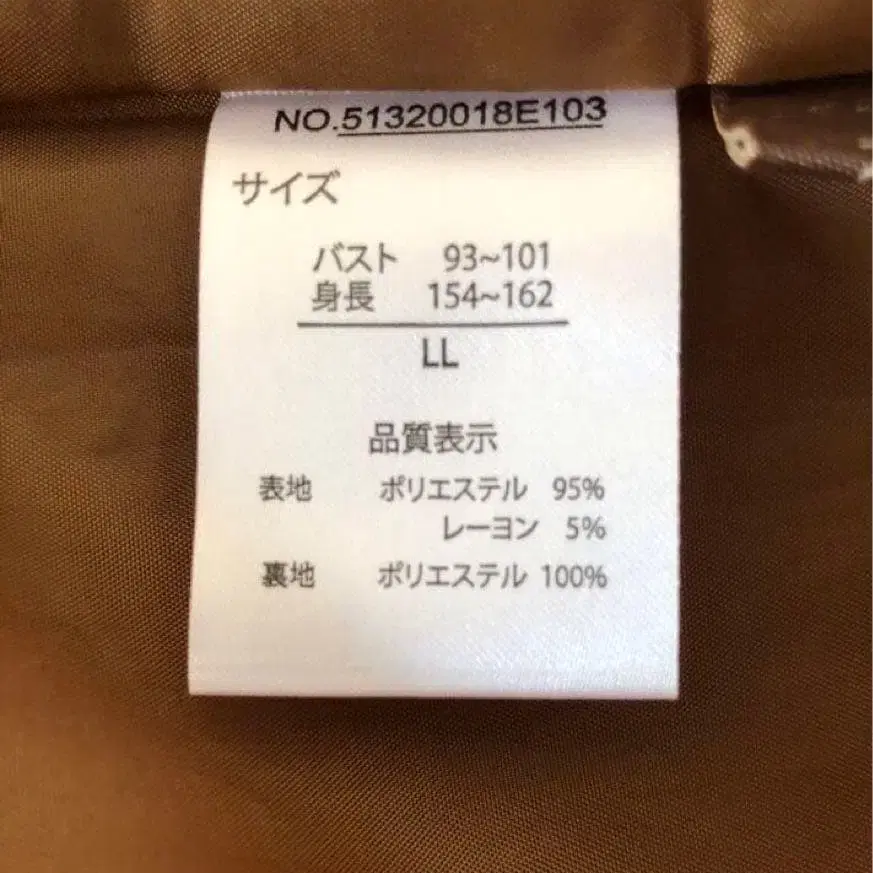 NO.51320018E103
サイズ
バスト 93~101
身長 154~162
LL
品質表示
表地 ポリエステル 95%
レーヨン 5%
裏地 ポリエステル 100%